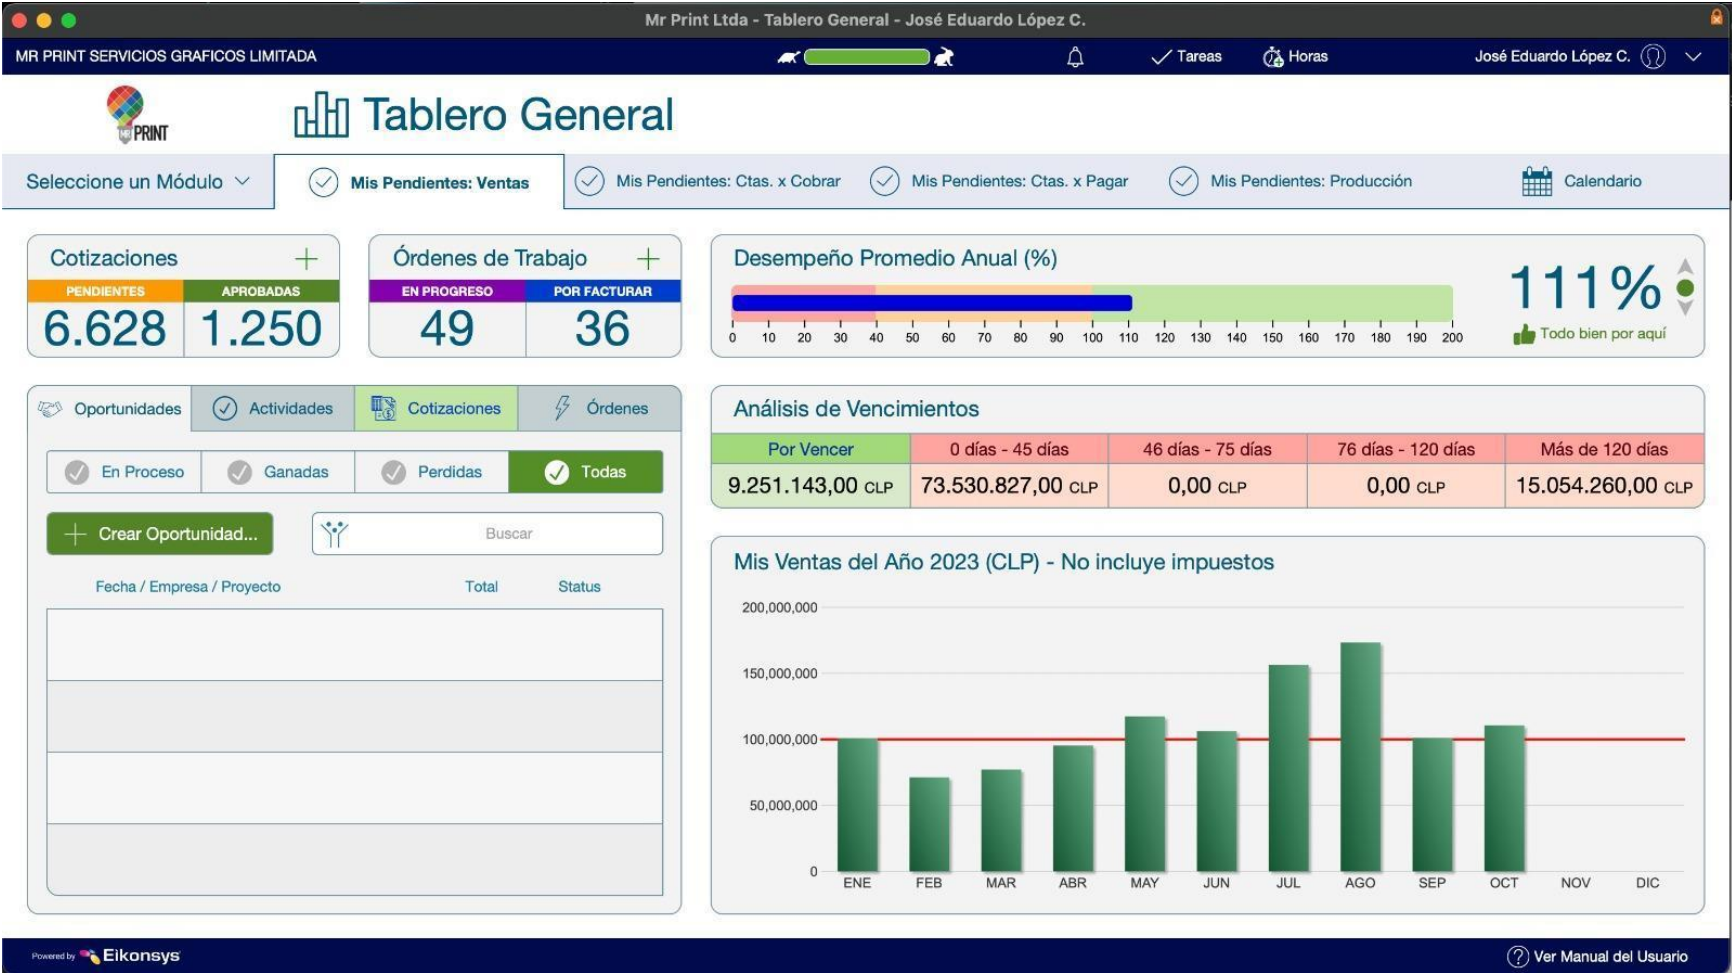 Mr Print Ltda - Tablero General - José Eduardo López C.
MR PRINT SERVICIOS GRAFICOS LIMITADA
Tareas
Horas
José Eduardo López C.
MR PRINT
Tablero General
Seleccione un Módulo
Mis Pendientes: Ventas
Mis Pendientes: Ctas. x Cobrar
Mis Pendientes: Ctas. x Pagar
Mis Pendientes: Producción
Calendario
Cotizaciones
PENDIENTES APROBADAS
6.628 1.250
Órdenes de Trabajo
EN PROGRESO POR FACTURAR
49 36
Desempeño Promedio Anual (%)
0 10 20 30 40 50 60 70 80 90 100 110 120 130 140 150 160 170 180 190 200
111%
Todo bien por aquí
Oportunidades Actividades Cotizaciones Órdenes
En Proceso Ganadas Perdidas Todas
Crear Oportunidad...
Buscar
Fecha / Empresa / Proyecto Total Status
Análisis de Vencimientos
Por Vencer 0 días - 45 días 46 días - 75 días 76 días - 120 días Más de 120 días
9.251.143,00 CLP 73.530.827,00 CLP 0,00 CLP 0,00 CLP 15.054.260,00 CLP
Mis Ventas del Año 2023 (CLP) - No incluye impuestos
200,000,000
150,000,000
100,000,000
50,000,000
0
ENE FEB MAR ABR MAY JUN JUL AGO SEP OCT NOV DIC
Powered by Eikonsys
Ver Manual del Usuario